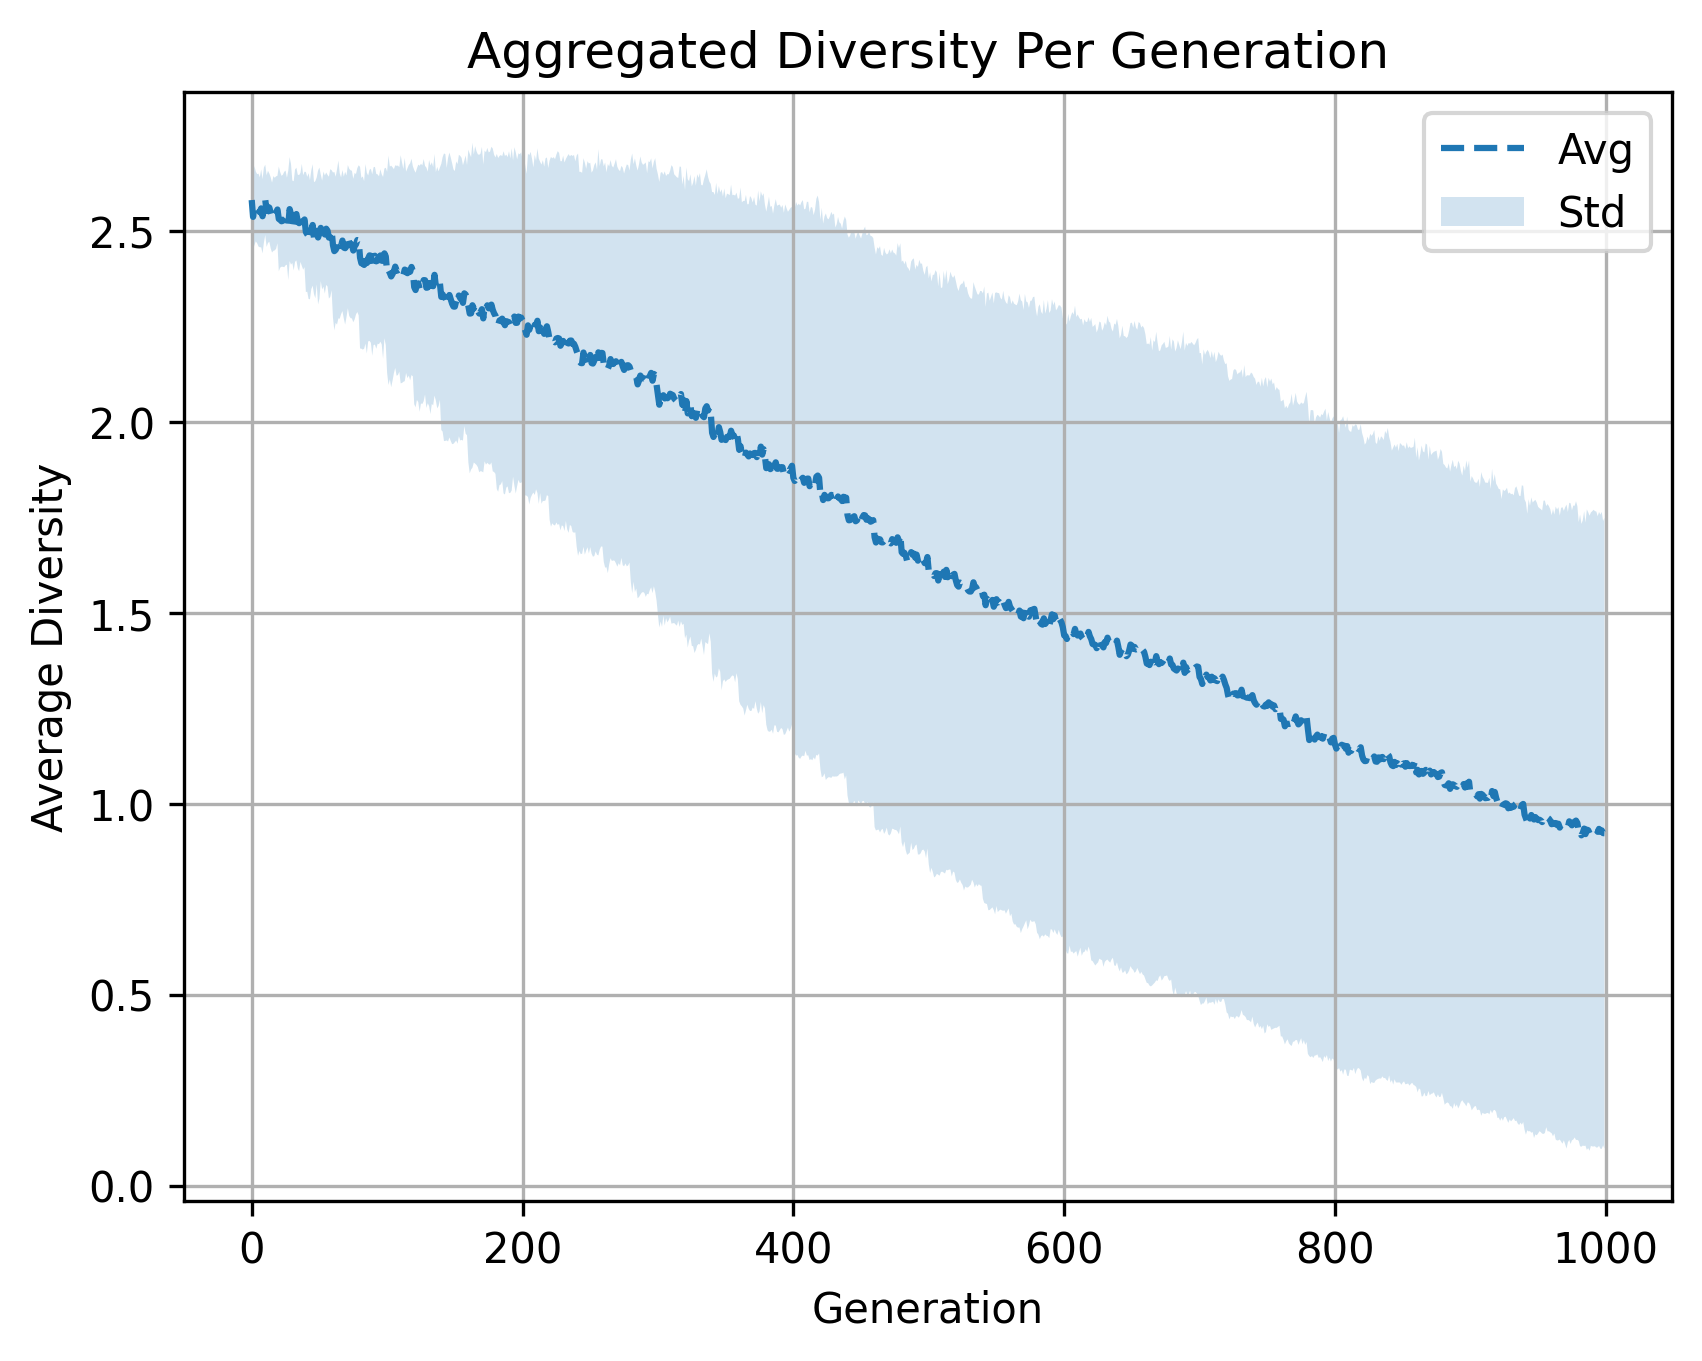 Aggregated Diversity Per Generation
Avg
Std
Average Diversity
2.5
2.0
1.5
1.0
0.5
0.0
0 200 400 600 800 1000
Generation